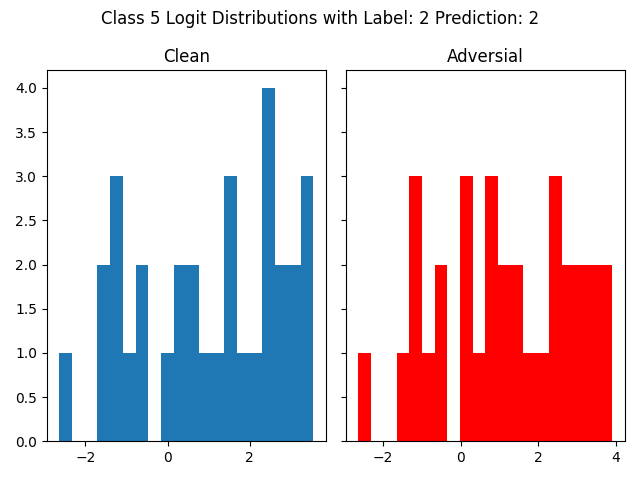 Class 5 Logit Distributions with Label: 2 Prediction: 2
Clean
Adversial
4.0
3.5
3.0
2.5
2.0
1.5
1.0
0.5
0.0
−2 0 2
−2 0 2 4